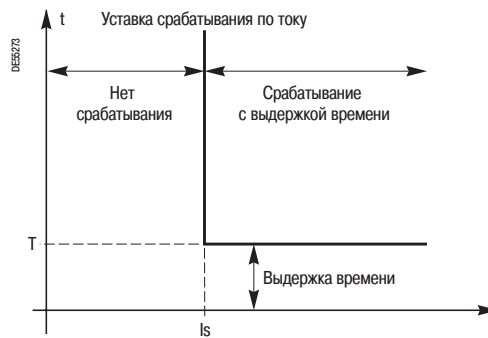 t
Уставка срабатывания по току
DE55273
Нет
срабатывания
Срабатывание
с выдержкой времени
T
Выдержка времени
Is